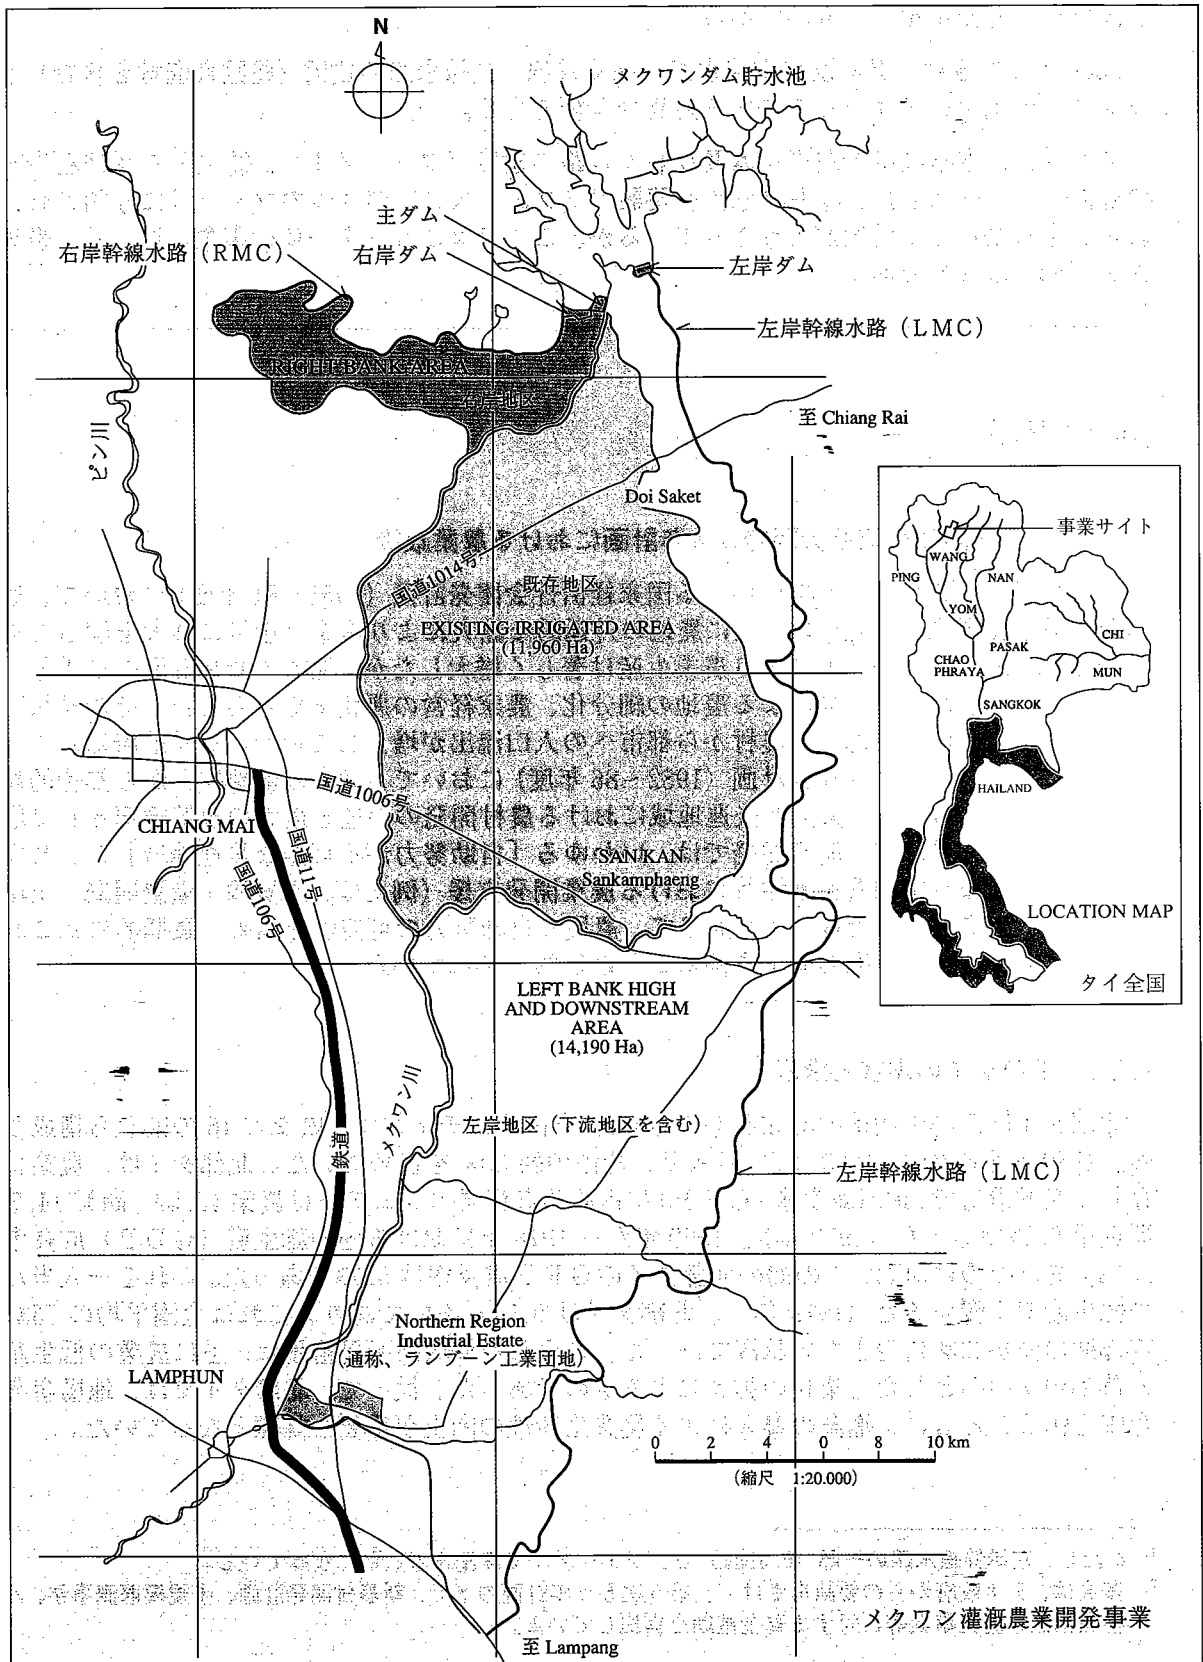 N
メクワンダム貯水池
主ダム
右岸幹線水路（RMC）
右岸ダム
左岸ダム
左岸幹線水路（LMC）
RIGHT BANK AREA
右岸地区
至 Chiang Rai
ピン川
Doi Saket
国道1014号
既存地区
EXISTING IRRIGATED AREA
(11,960 Ha)
国道1006号
CHIANG MAI
国道11号
国道106号
SAN KAN
Sankamphaeng
LEFT BANK HIGH
AND DOWNSTREAM
AREA
(14,190 Ha)
メクワン川
左岸地区（下流地区を含む）
鉄道
左岸幹線水路（LMC）
Northern Region
Industrial Estate
（通称、ランプーン工業団地）
LAMPHUN
0 2 4 0 8 10 km
(縮尺 1:20.000)
至 Lampang
事業サイト
WANG
PING
NAN
YOM
PASAK
CHI
CHAO
PHRAYA
MUN
SANGKOK
HAILAND
LOCATION MAP
タイ全国
メクワン灌漑農業開発事業